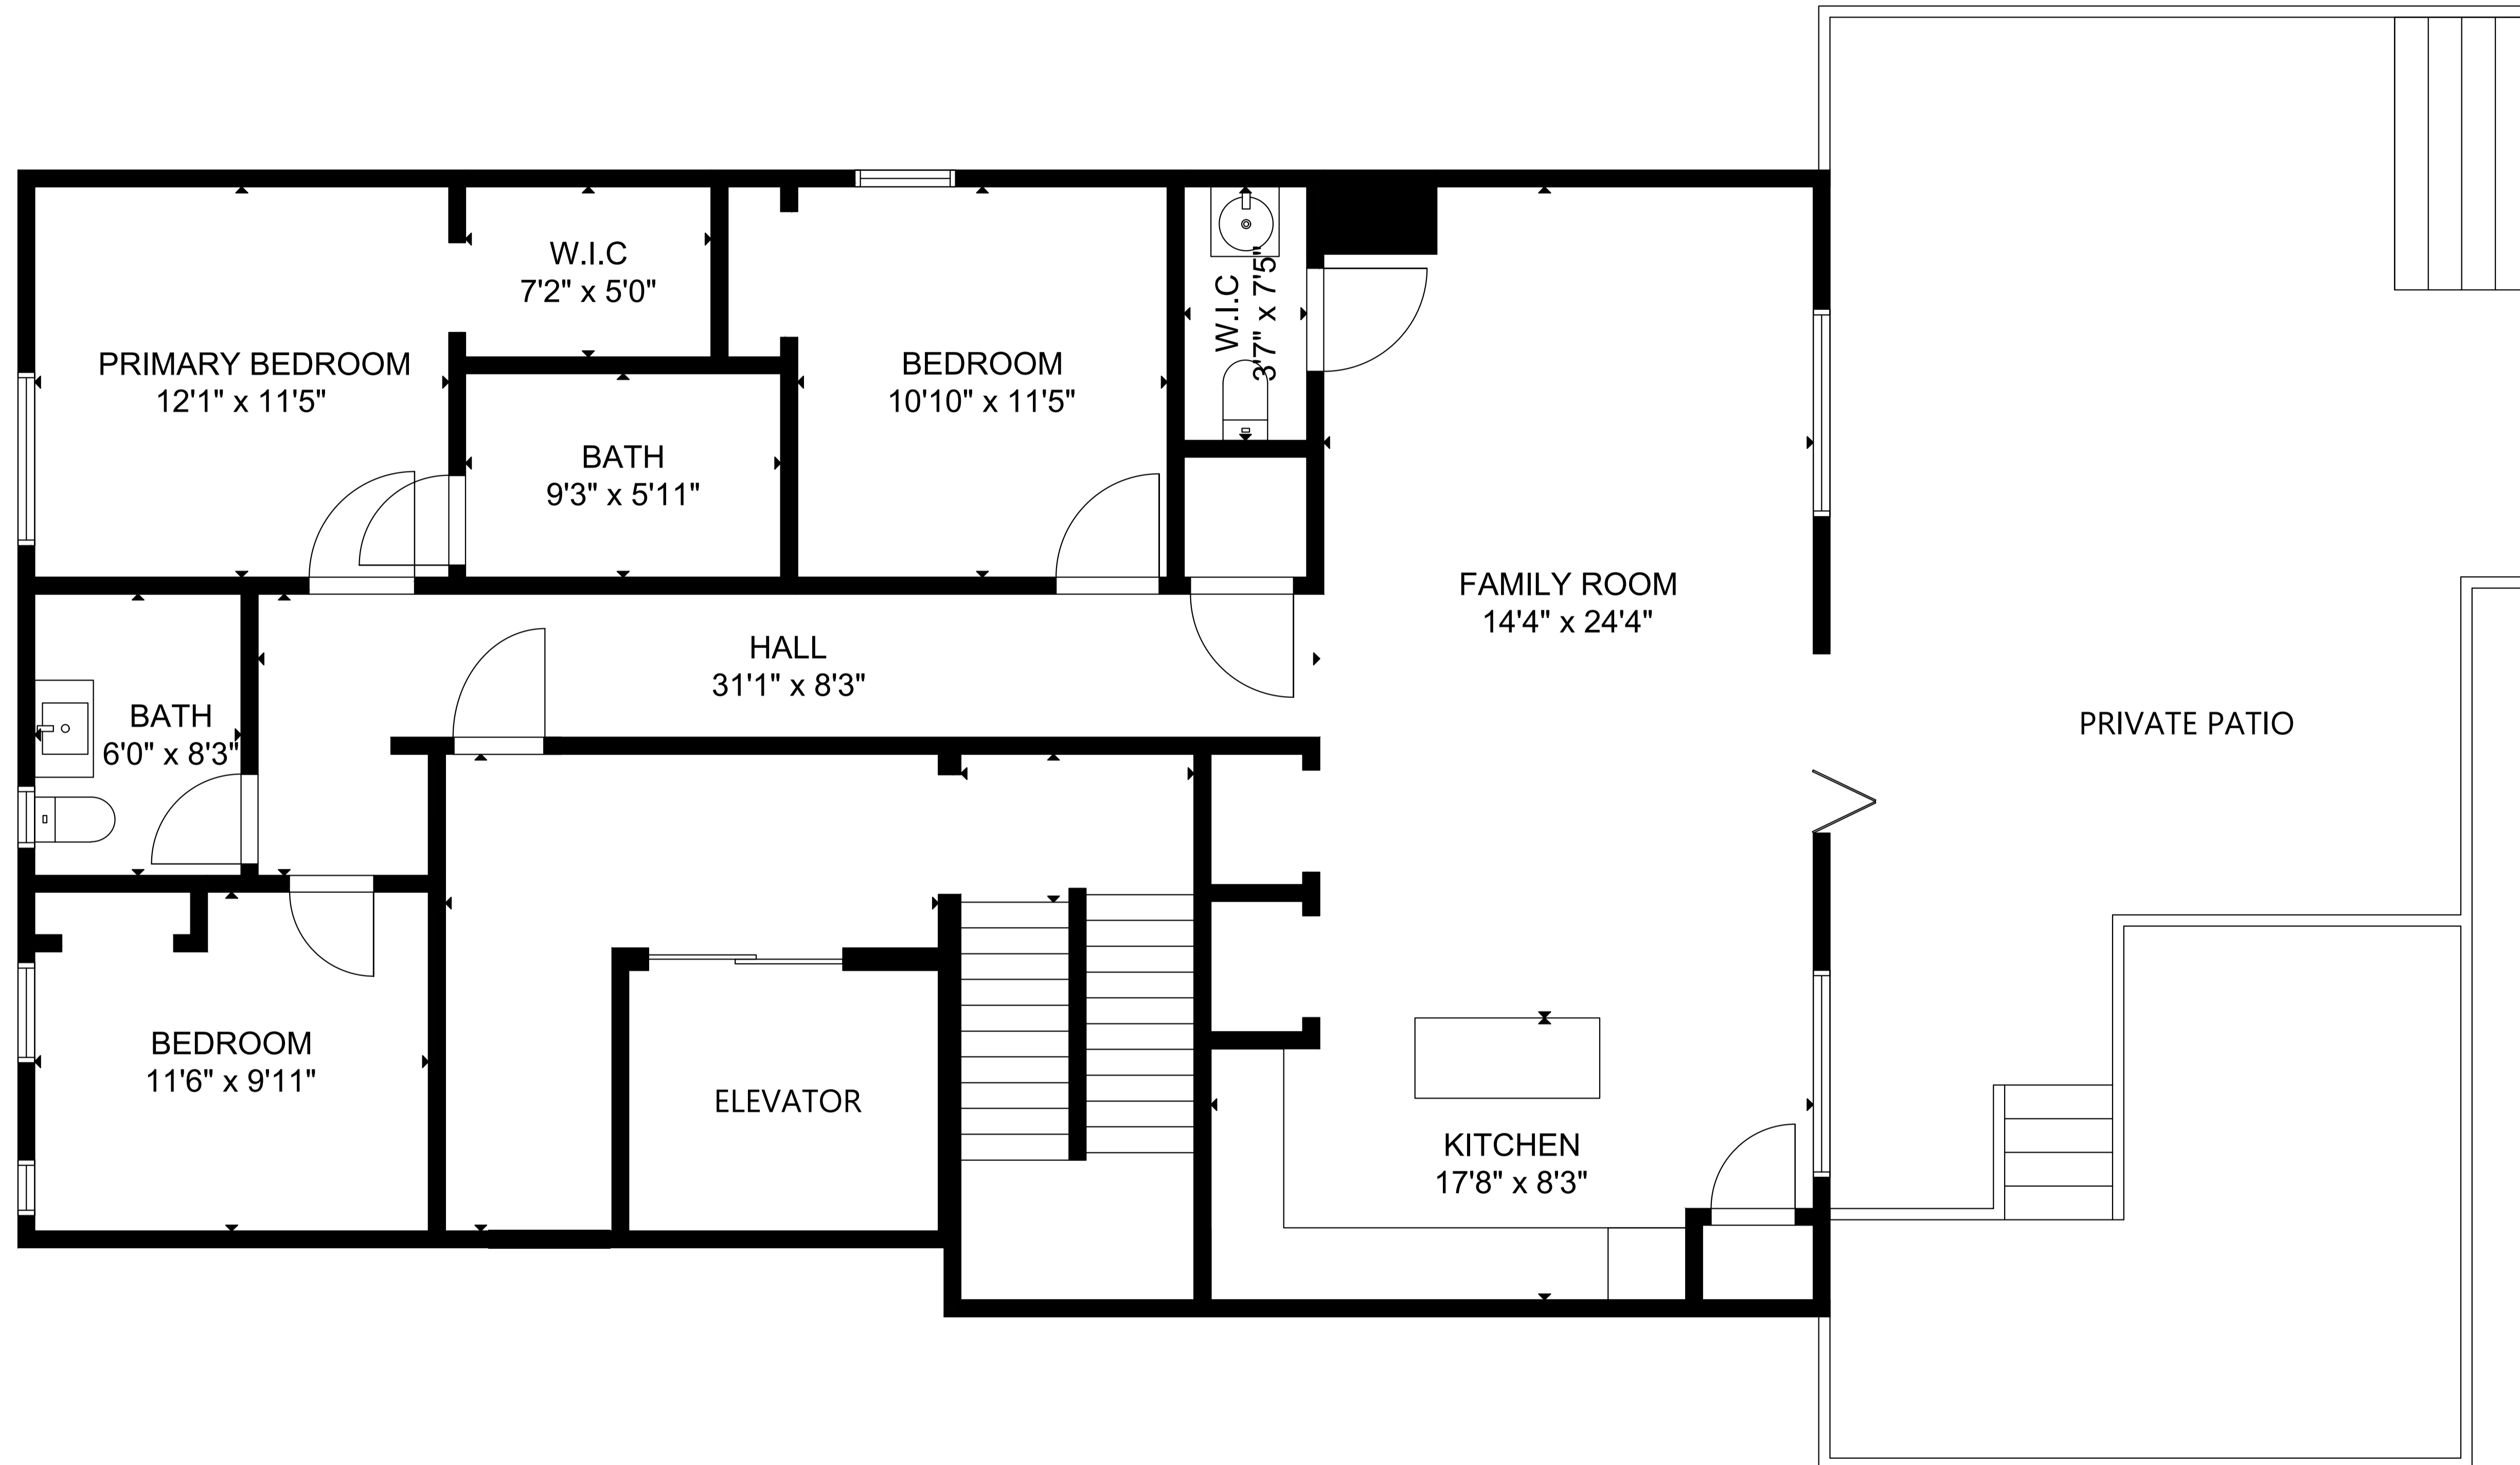 W.I.C
7'2" x 5'0"
W.I.C
3'7" x 7'5"
PRIMARY BEDROOM
12'1" x 11'5"
BEDROOM
10'10" x 11'5"
BATH
9'3" x 5'11"
FAMILY ROOM
14'4" x 24'4"
HALL
31'1" x 8'3"
BATH
6'0" x 8'3"
PRIVATE PATIO
BEDROOM
11'6" x 9'11"
ELEVATOR
KITCHEN
17'8" x 8'3"